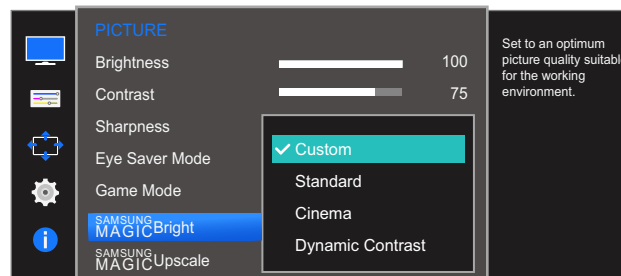 PICTURE
Brightness 100
Contrast 75
Sharpness
Eye Saver Mode
Game Mode
SAMSUNG
MAGICBright
SAMSUNG
MAGICUpscale
Custom
Standard
Cinema
Dynamic Contrast
Set to an optimum
picture quality suitable
for the working
environment.